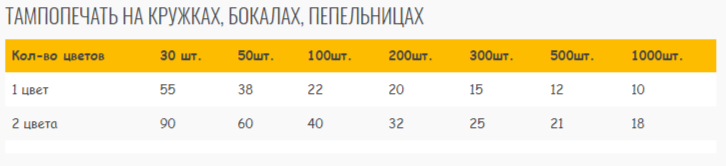 ТАМПОПЕЧАТЬ НА КРУЖКАХ, БОКАЛАХ, ПЕПЕЛЬНИЦАХ
Кол-во цветов 30 шт. 50шт. 100шт. 200шт. 300шт. 500шт. 1000шт.
1 цвет 55 38 22 20 15 12 10
2 цвета 90 60 40 32 25 21 18